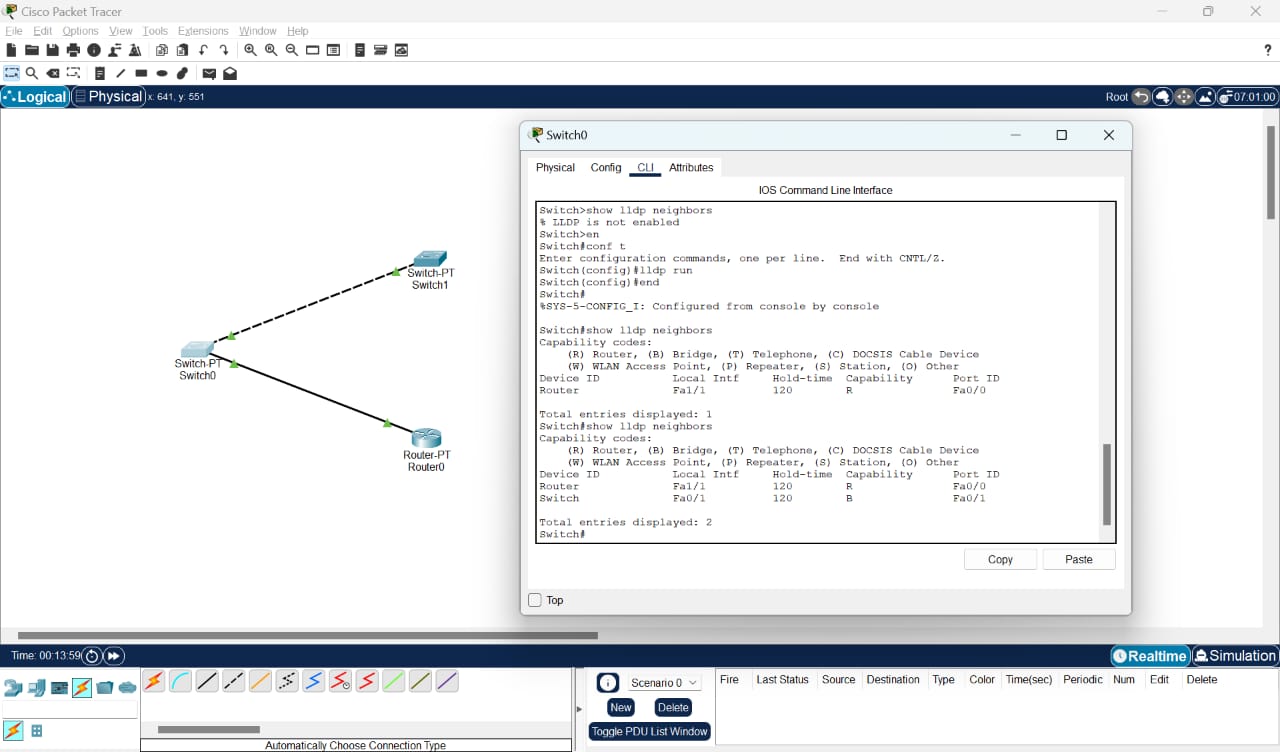 Cisco Packet Tracer
File Edit Options View Tools Extensions Window Help
?
Logical Physical x: 641, y: 551
Root 07:01:00
Switch-PT
Switch1
Switch-PT
Switch0
Router-PT
Router0
Switch0
Physical Config CLI Attributes
IOS Command Line Interface
Switch>show lldp neighbors
% LLDP is not enabled
Switch>en
Switch#conf t
Enter configuration commands, one per line. End with CNTL/Z.
Switch(config)#lldp run
Switch(config)#end
Switch#
%SYS-5-CONFIG_I: Configured from console by console
Switch#show lldp neighbors
Capability codes:
(R) Router, (B) Bridge, (T) Telephone, (C) DOCSIS Cable Device
(W) WLAN Access Point, (P) Repeater, (S) Station, (O) Other
Device ID Local Intf Hold-time Capability Port ID
Router Fa1/1 120 R Fa0/0
Total entries displayed: 1
Switch#show lldp neighbors
Capability codes:
(R) Router, (B) Bridge, (T) Telephone, (C) DOCSIS Cable Device
(W) WLAN Access Point, (P) Repeater, (S) Station, (O) Other
Device ID Local Intf Hold-time Capability Port ID
Router Fa1/1 120 R Fa0/0
Switch Fa0/1 120 B Fa0/1
Total entries displayed: 2
Switch#
Copy Paste
Top
Time: 00:13:59
Realtime Simulation
Scenario 0
New Delete
Toggle PDU List Window
Fire Last Status Source Destination Type Color Time(sec) Periodic Num Edit Delete
Automatically Choose Connection Type